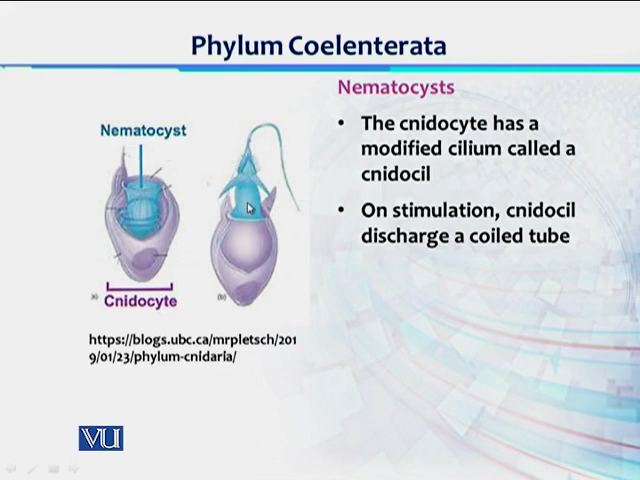 Phylum Coelenterata
Nematocysts
• The cnidocyte has a
modified cilium called a
cnidocil
• On stimulation, cnidocil
discharge a coiled tube
Nematocyst
(a)
Cnidocyte
(b)
https://blogs.ubc.ca/mrpletsch/201
9/01/23/phylum-cnidaria/
VU